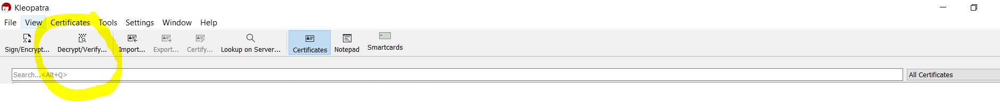 Kleopatra
File View Certificates Tools Settings Window Help
Sign/Encrypt... Decrypt/Verify... Import... Export... Certify... Lookup on Server... Certificates Notepad Smartcards
Search...<Alt+Q> All Certificates